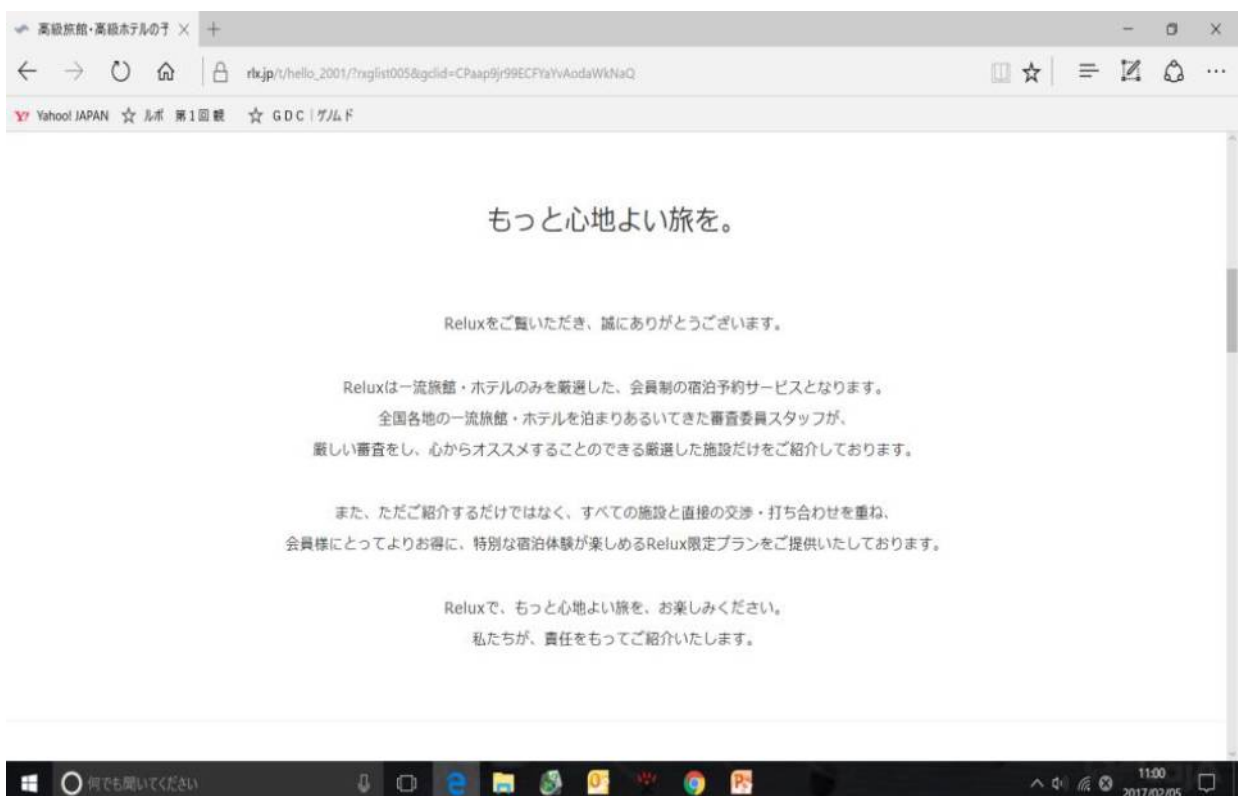 高級旅館・高級ホテルの予
rlx.jp/t/hello_2001/?rxglist005&gclid=CPaap9jr99ECFYaYvAodaWkNaQ
Yahoo! JAPAN
ルポ 第1回 観
GDC | ゲノム ド
もっと心地よい旅を。
Reluxをご覧いただき、誠にありがとうございます。
Reluxは一流旅館・ホテルのみを厳選した、会員制の宿泊予約サービスとなります。
全国各地の一流旅館・ホテルを泊まりあるいてきた審査委員スタッフが、
厳しい審査をし、心からオススメすることのできる厳選した施設だけをご紹介しております。
また、ただご紹介するだけではなく、すべての施設と直接の交渉・打ち合わせを重ね、
会員様にとってよりお得に、特別な宿泊体験が楽しめるRelux限定プランをご提供いたしております。
Reluxで、もっと心地よい旅を、お楽しみください。
私たちが、責任をもってご紹介いたします。
何でも聞いてください
11:00
2017/02/05